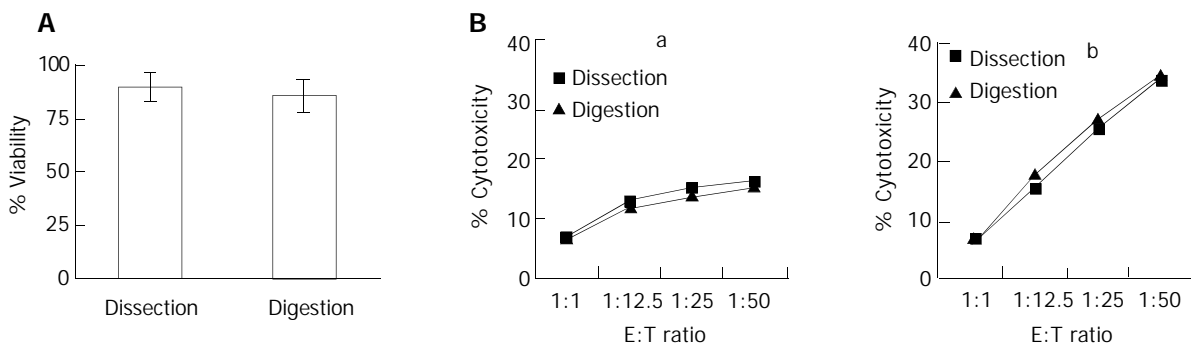 A
% Viability
100
75
50
25
0
Dissection Digestion
B
a
% Cytotoxicity
40
30
20
10
0
Dissection
Digestion
1:1 1:12.5 1:25 1:50
E:T ratio
b
% Cytotoxicity
40
30
20
10
0
Dissection
Digestion
1:1 1:12.5 1:25 1:50
E:T ratio